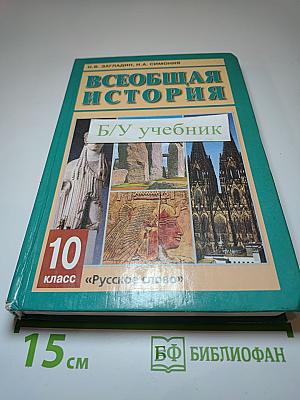 Н.В. ЗАГЛАДИН, Н.А. СИМОНИЯ
ВСЕОБЩАЯ
ИСТОРИЯ
Б/У учебник
10
КЛАСС
«Русское слово»
15 см
БФ БИБЛИОФАН